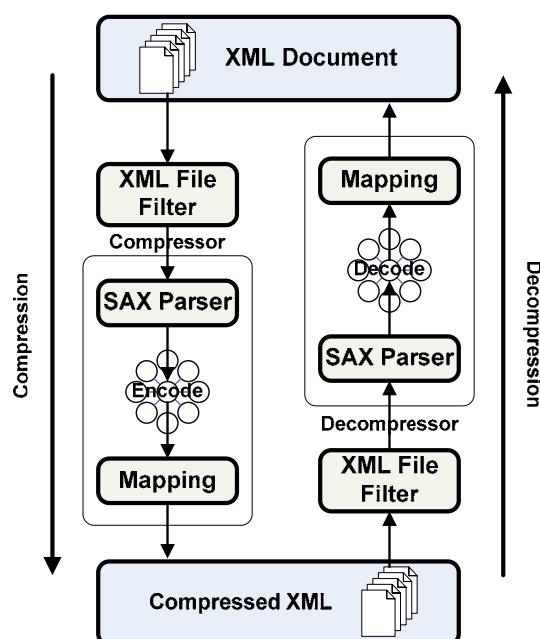 XML Document
XML File
Filter
Compressor
SAX Parser
Encode
Mapping
Compression
Mapping
Decode
SAX Parser
Decompressor
XML File
Filter
Decompression
Compressed XML